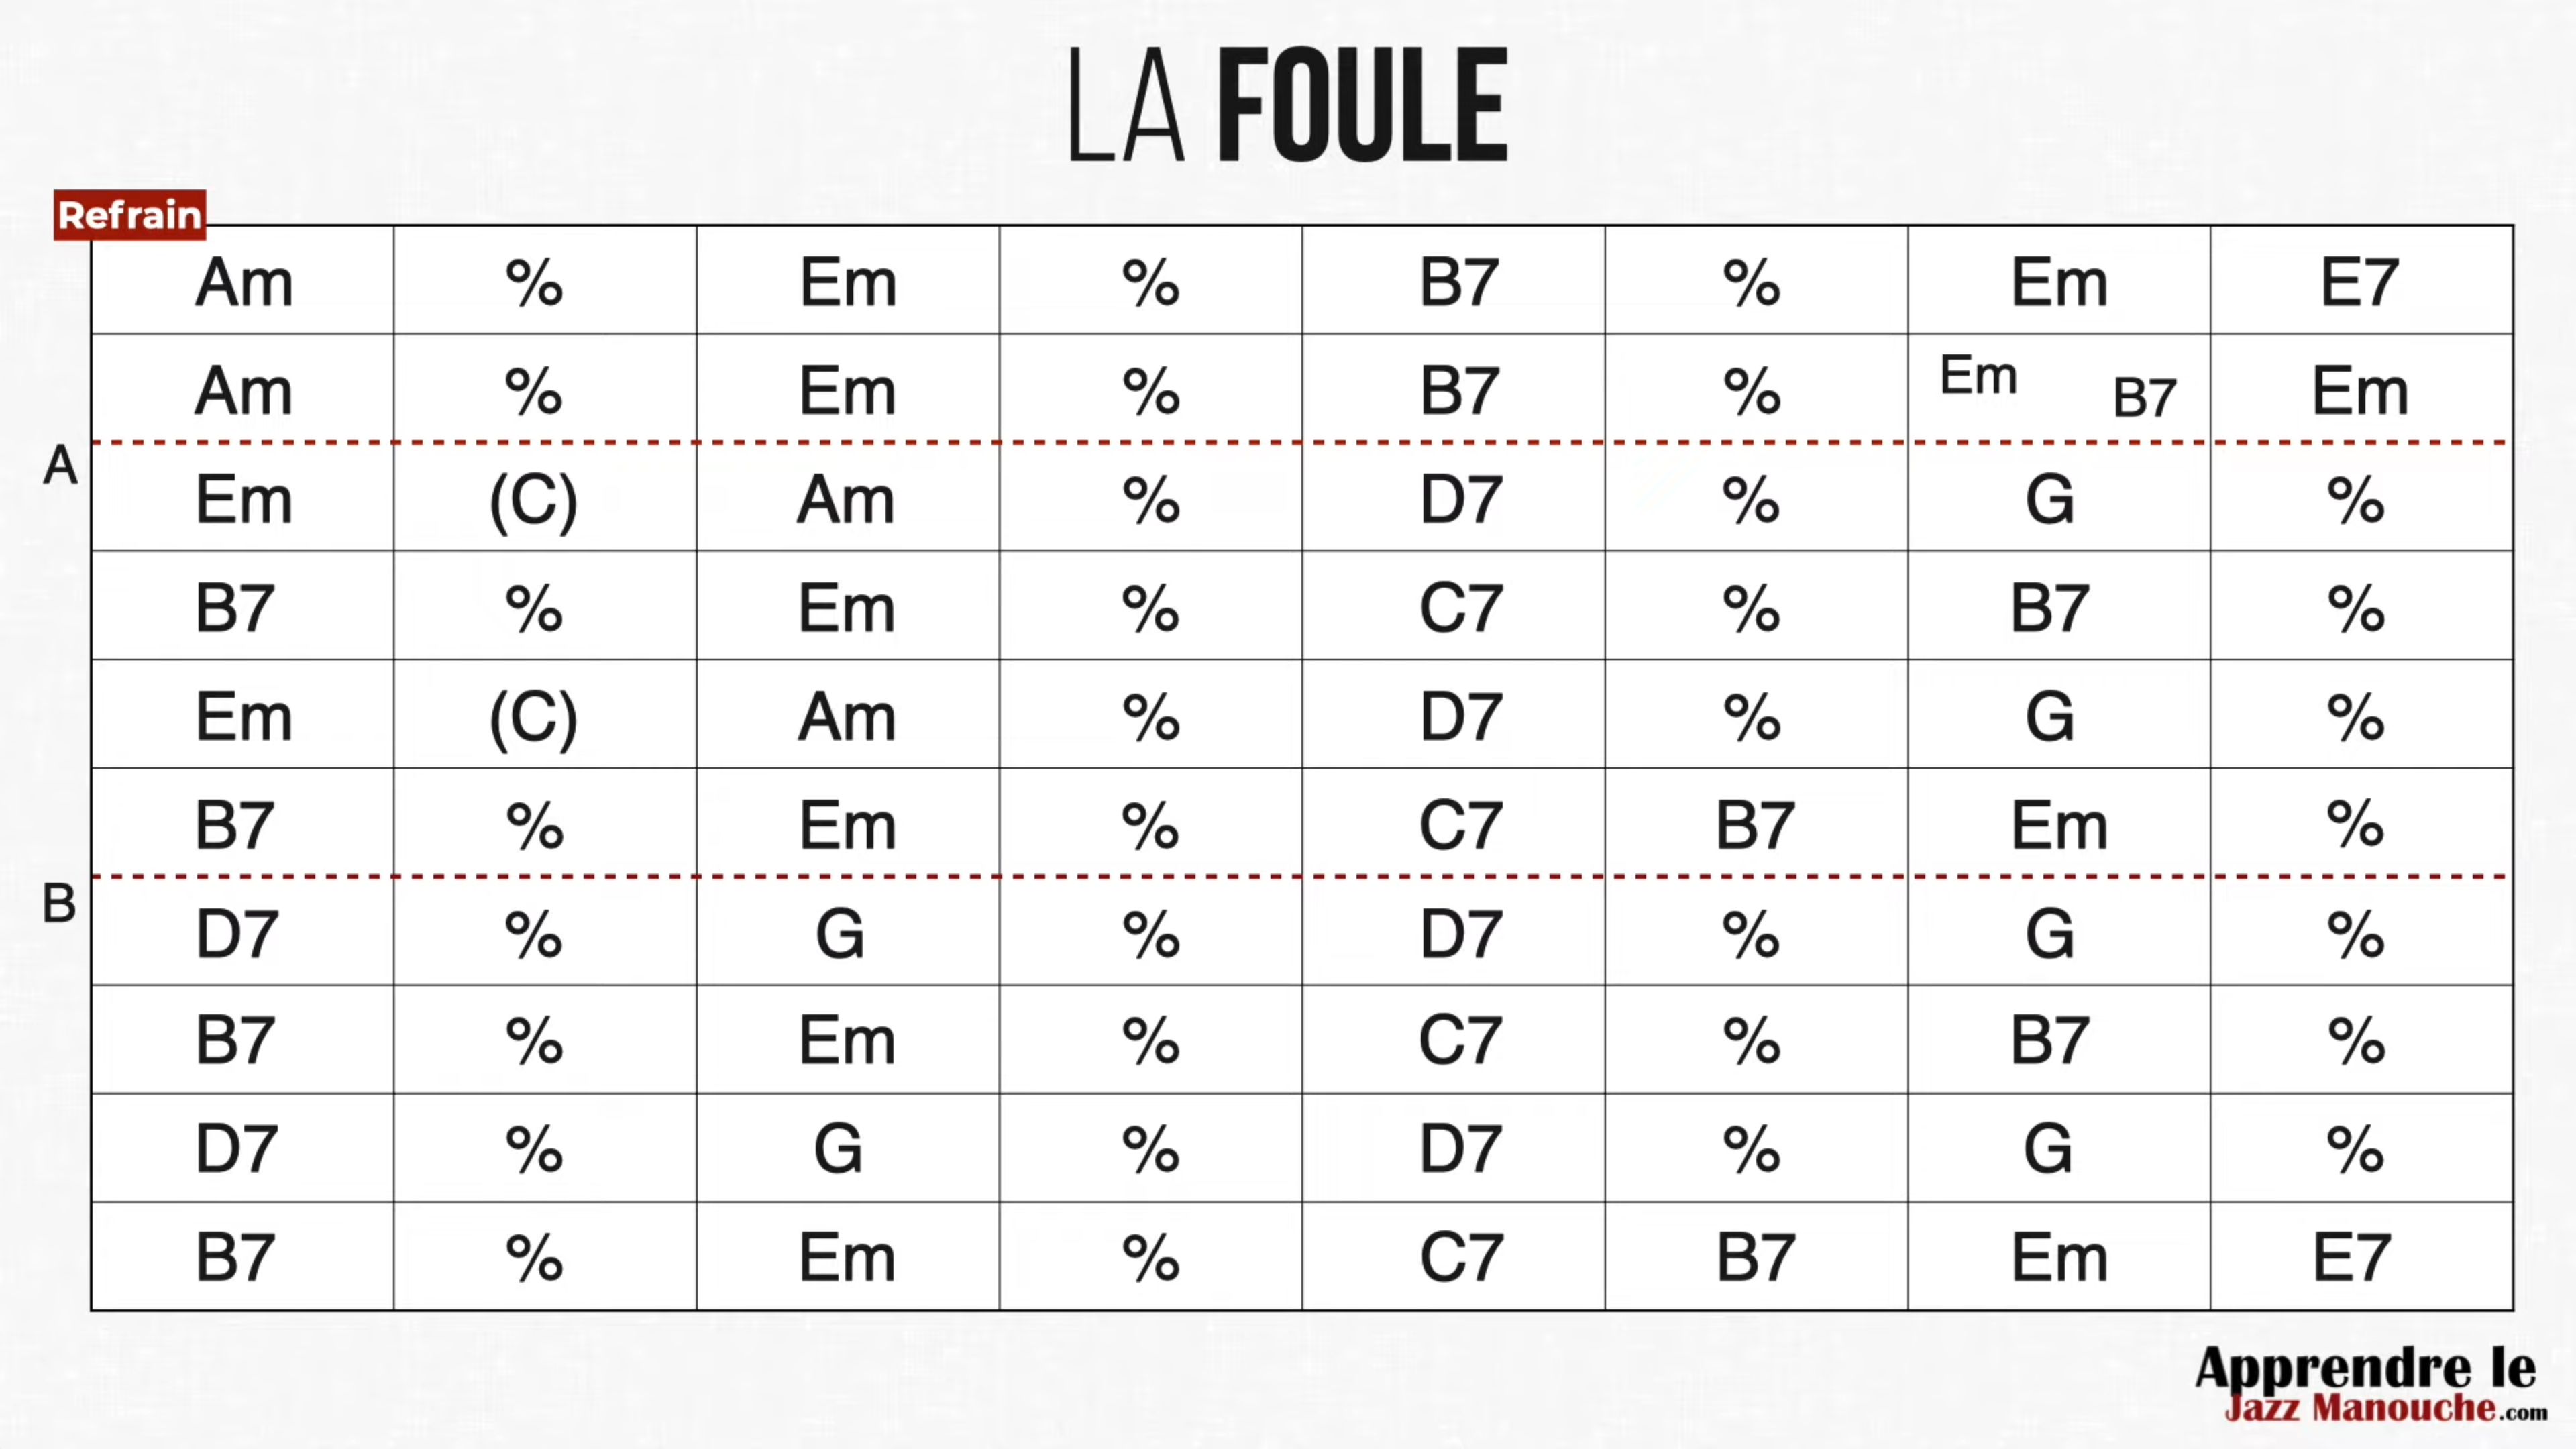 LA FOULE
Refrain
Am % Em % B7 % Em E7
Am % Em % B7 % Em B7 Em
A
Em (C) Am % D7 % G %
B7 % Em % C7 % B7 %
Em (C) Am % D7 % G %
B7 % Em % C7 B7 Em %
B
D7 % G % D7 % G %
B7 % Em % C7 % B7 %
D7 % G % D7 % G %
B7 % Em % C7 B7 Em E7
Apprendre le
Jazz Manouche.com